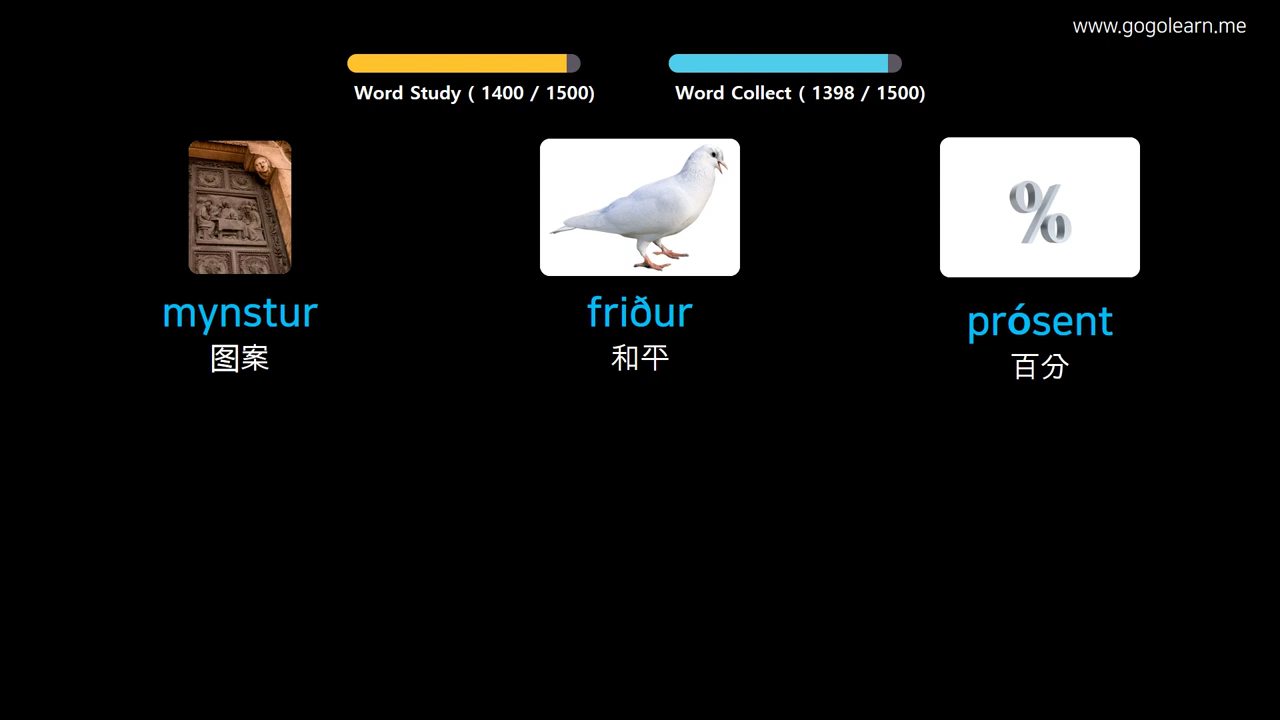 www.gogolearn.me
Word Study ( 1400 / 1500)
Word Collect ( 1398 / 1500)
mynstur
图案
friður
和平
prósent
百分